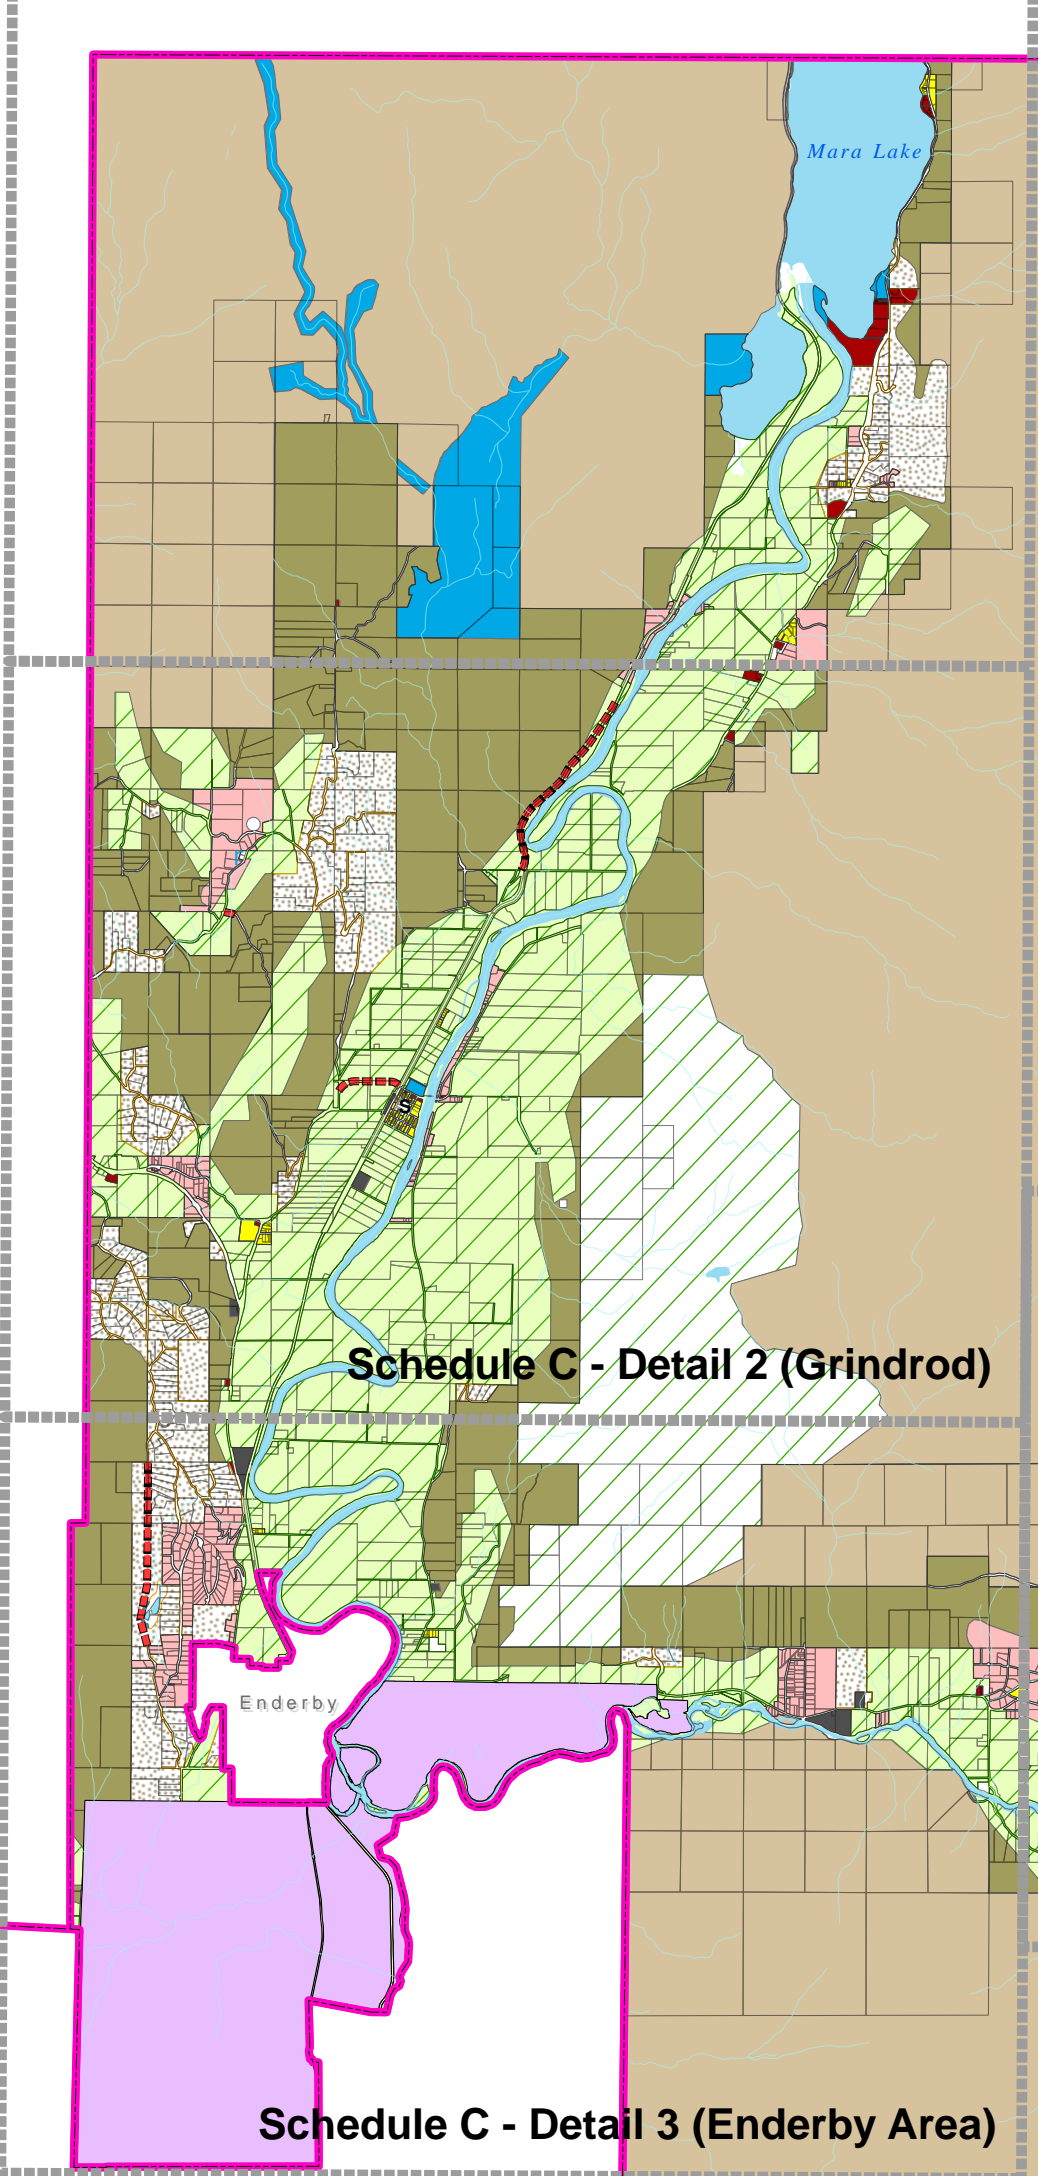 Mara Lake
S
Schedule C - Detail 2 (Grindrod)
Enderby
Schedule C - Detail 3 (Enderby Area)